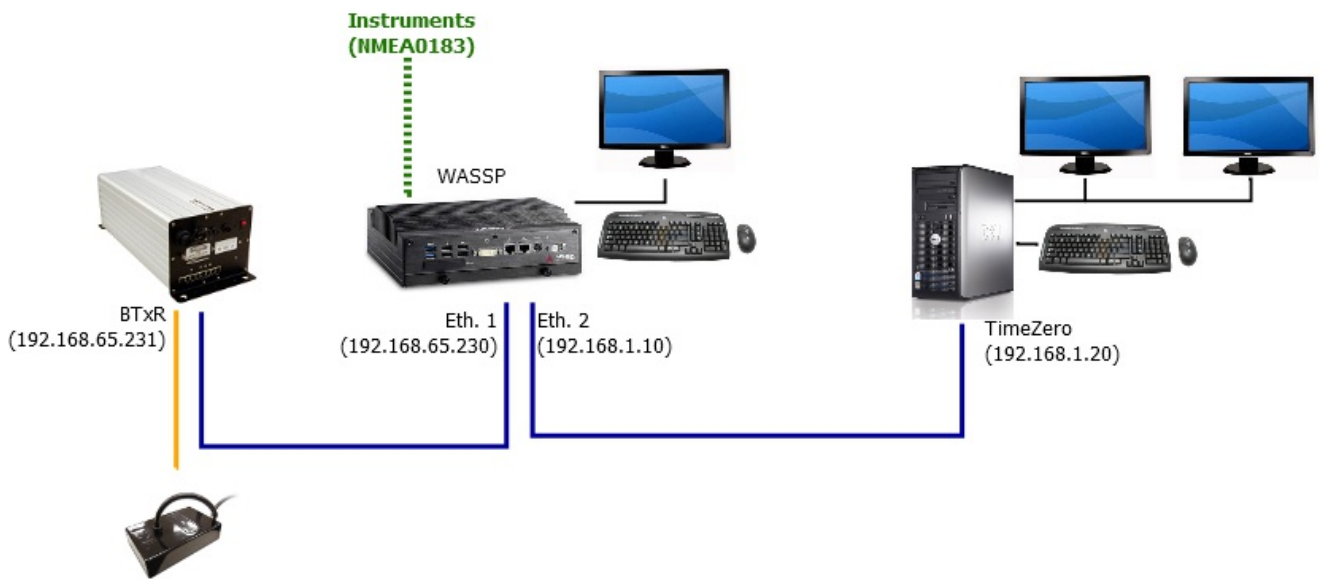 Instruments
(NMEA0183)
WASSP
BTxR
(192.168.65.231)
Eth. 1
(192.168.65.230)
Eth. 2
(192.168.1.10)
TimeZero
(192.168.1.20)